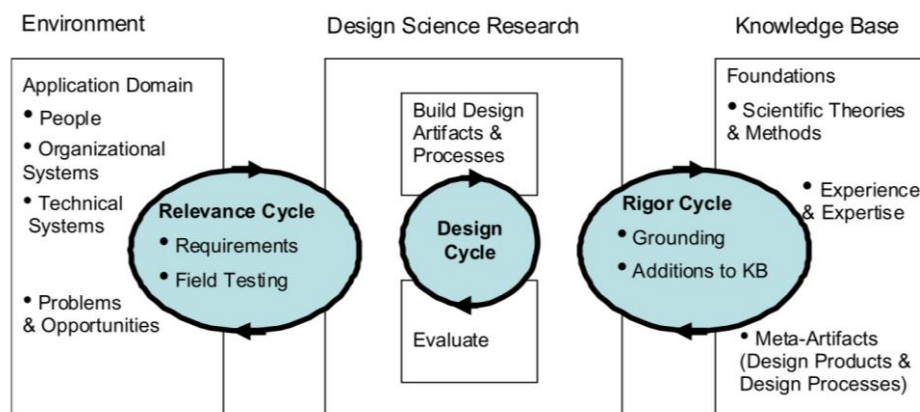 Environment
Design Science Research
Knowledge Base
Application Domain
• People
• Organizational
Systems
• Technical
Systems
• Problems
& Opportunities
Relevance Cycle
• Requirements
• Field Testing
Build Design
Artifacts &
Processes
Design
Cycle
Evaluate
Rigor Cycle
• Grounding
• Additions to KB
Foundations
• Scientific Theories
& Methods
• Experience
& Expertise
• Meta-Artifacts
(Design Products &
Design Processes)